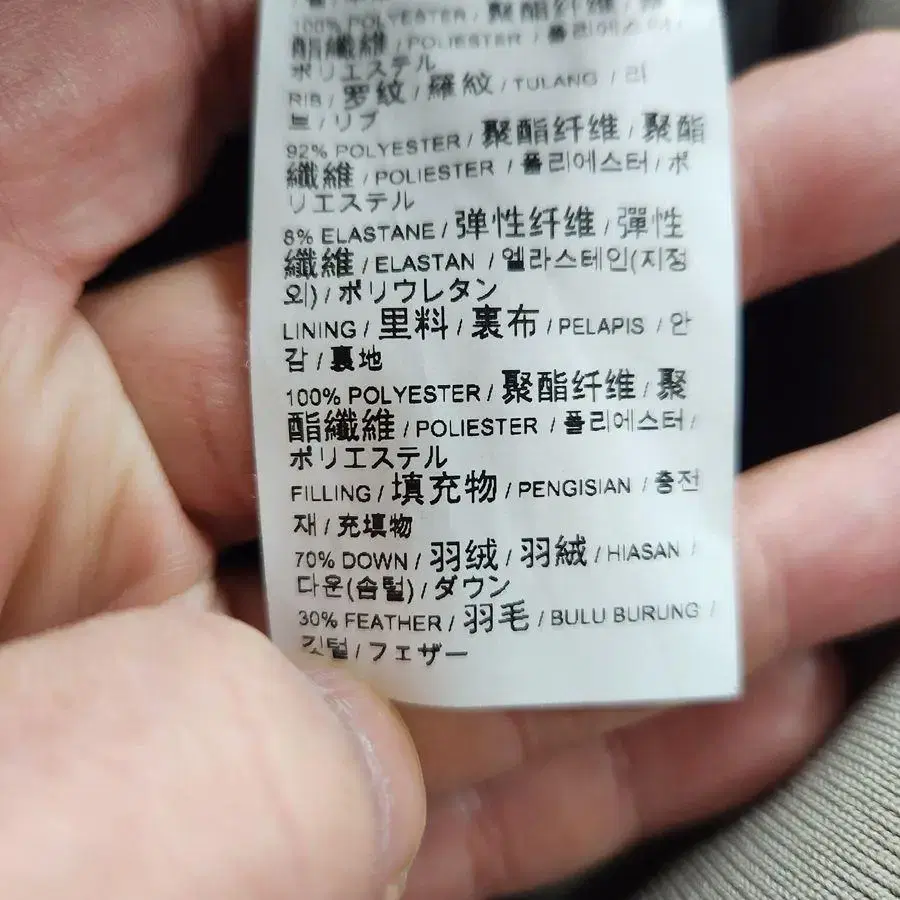 100% POLYESTER / 聚酯纤维 / 聚
酯纖維 / POLIESTER / 폴리에스터 /
ポリエステル
RIB / 罗纹 / 羅紋 / TULANG / 리
브 / リブ
92% POLYESTER / 聚酯纤维 / 聚酯
纖維 / POLIESTER / 폴리에스터 / ポ
リエステル
8% ELASTANE / 弹性纤维 / 彈性
纖維 / ELASTAN / 엘라스테인(지정
외) / ポリウレタン
LINING / 里料 / 裏布 / PELAPIS / 안
감 / 裏地
100% POLYESTER / 聚酯纤维 / 聚
酯纖維 / POLIESTER / 폴리에스터 /
ポリエステル
FILLING / 填充物 / PENGISIAN / 충전
재 / 充填物
70% DOWN / 羽绒 / 羽絨 / HIASAN /
다운(솜털) / ダウン
30% FEATHER / 羽毛 / BULU BURUNG /
깃털 / フェザー